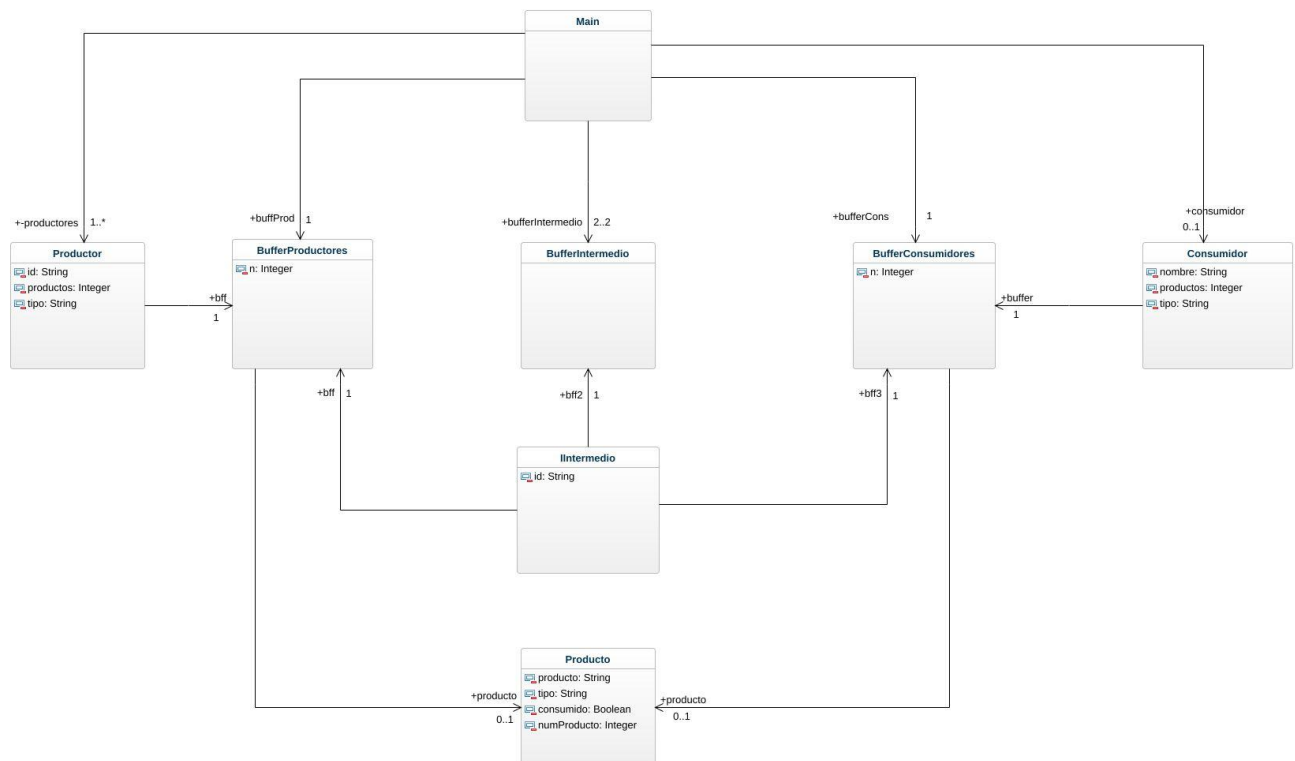 Main
+-productores
1..*
+buffProd
1
+bufferIntermedio
2..2
+bufferCons
1
+consumidor
0..1
Productor
id: String
productos: Integer
tipo: String
+bff
1
BufferProductores
n: Integer
BufferIntermedio
BufferConsumidores
n: Integer
+buffer
1
Consumidor
nombre: String
productos: Integer
tipo: String
+bff
1
+bff2
1
+bff3
1
IIntermedio
id: String
Producto
producto: String
tipo: String
consumido: Boolean
numProducto: Integer
+producto
0..1
+producto
0..1